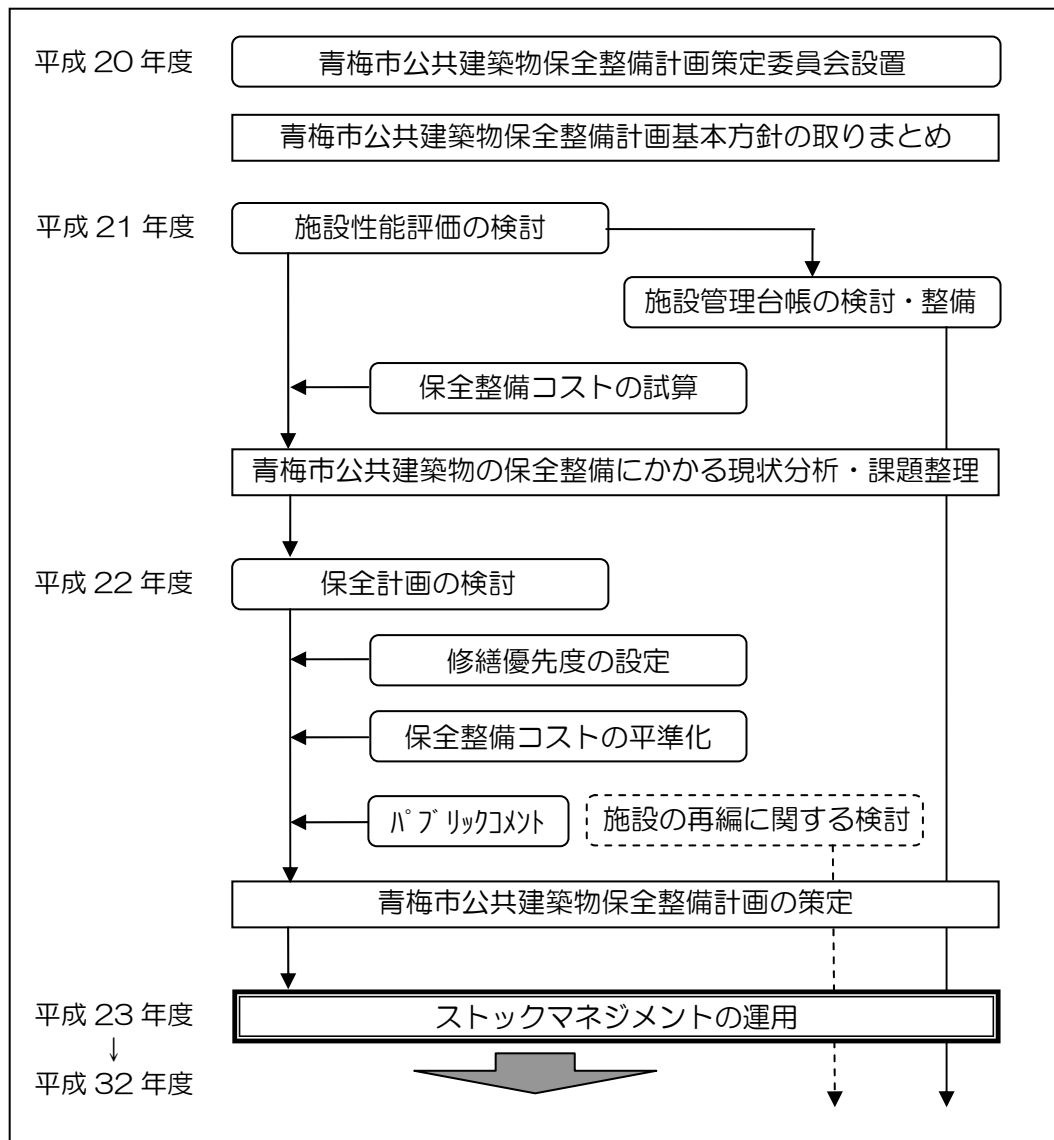 平成 20 年度
青梅市公共建築物保全整備計画策定委員会設置
青梅市公共建築物保全整備計画基本方針の取りまとめ
平成 21 年度
施設性能評価の検討
施設管理台帳の検討・整備
保全整備コストの試算
青梅市公共建築物の保全整備にかかる現状分析・課題整理
平成 22 年度
保全計画の検討
修繕優先度の設定
保全整備コストの平準化
ﾊﾟﾌﾞﾘｯｸｺﾒﾝﾄ
施設の再編に関する検討
青梅市公共建築物保全整備計画の策定
平成 23 年度
ストックマネジメントの運用
↓
平成 32 年度